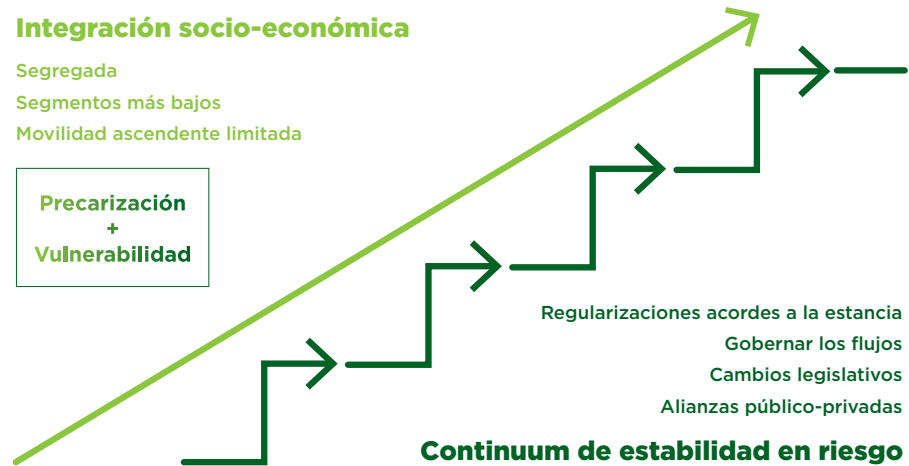 Integración socio-económica
Segregada
Segmentos más bajos
Movilidad ascendente limitada
Precarización
+
Vulnerabilidad
Regularizaciones acordes a la estancia
Gobernar los flujos
Cambios legislativos
Alianzas público-privadas
Continuum de estabilidad en riesgo